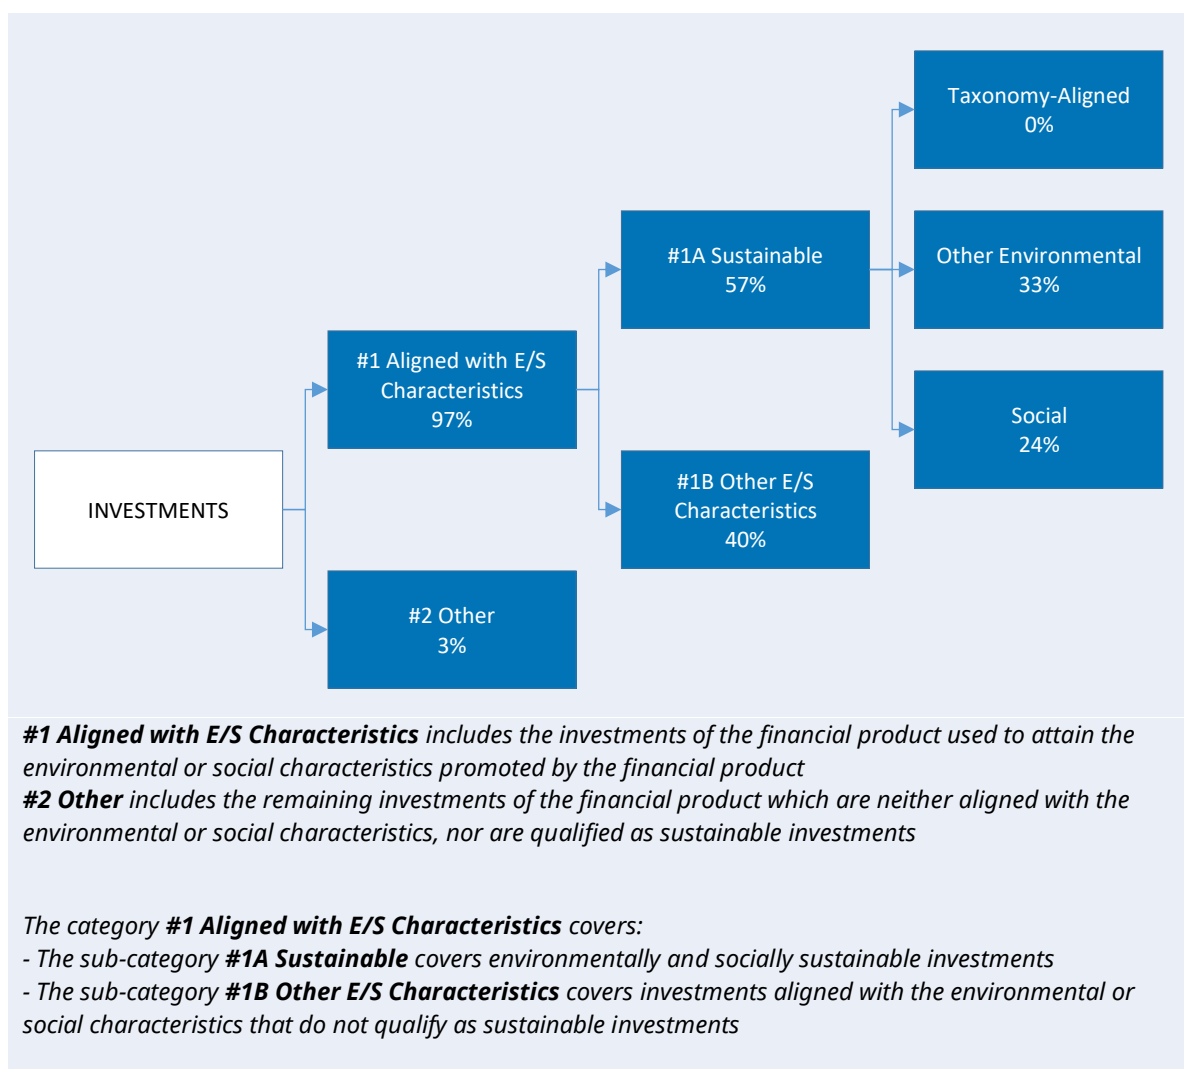 Taxonomy-Aligned
0%
#1A Sustainable
57%
Other Environmental
33%
#1 Aligned with E/S
Characteristics
97%
Social
24%
INVESTMENTS
#1B Other E/S
Characteristics
40%
#2 Other
3%
#1 Aligned with E/S Characteristics includes the investments of the financial product used to attain the
environmental or social characteristics promoted by the financial product
#2 Other includes the remaining investments of the financial product which are neither aligned with the
environmental or social characteristics, nor are qualified as sustainable investments
The category #1 Aligned with E/S Characteristics covers:
- The sub-category #1A Sustainable covers environmentally and socially sustainable investments
- The sub-category #1B Other E/S Characteristics covers investments aligned with the environmental or
social characteristics that do not qualify as sustainable investments